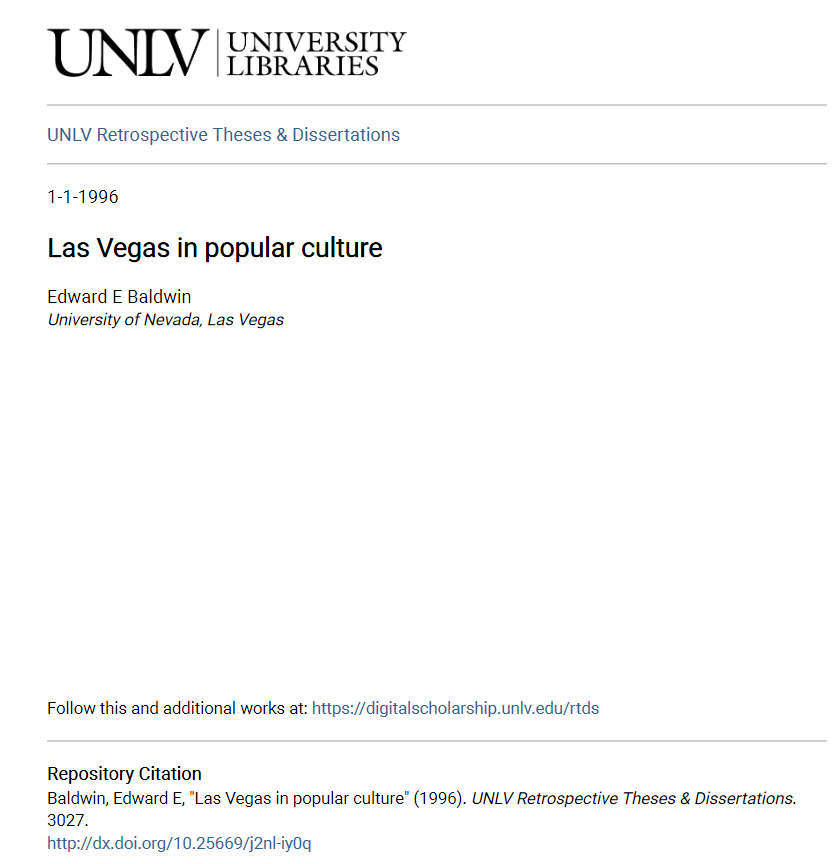 UNLV UNIVERSITY
LIBRARIES
UNLV Retrospective Theses & Dissertations
1-1-1996
Las Vegas in popular culture
Edward E Baldwin
University of Nevada, Las Vegas
Follow this and additional works at: https://digitalscholarship.unlv.edu/rtds
Repository Citation
Baldwin, Edward E, "Las Vegas in popular culture" (1996). UNLV Retrospective Theses & Dissertations.
3027.
http://dx.doi.org/10.25669/j2nl-iy0q